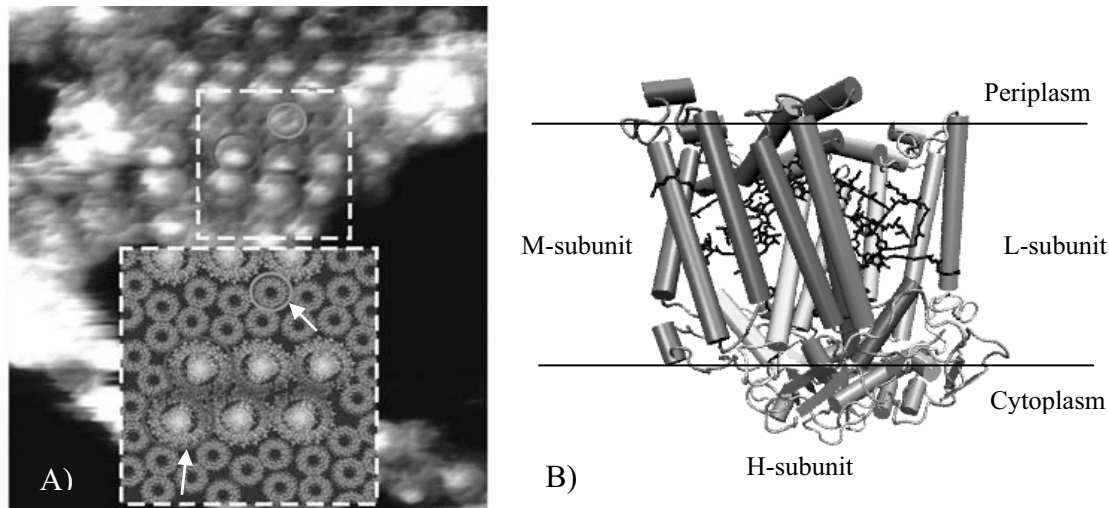 A)
Periplasm
M-subunit
L-subunit
Cytoplasm
H-subunit
B)